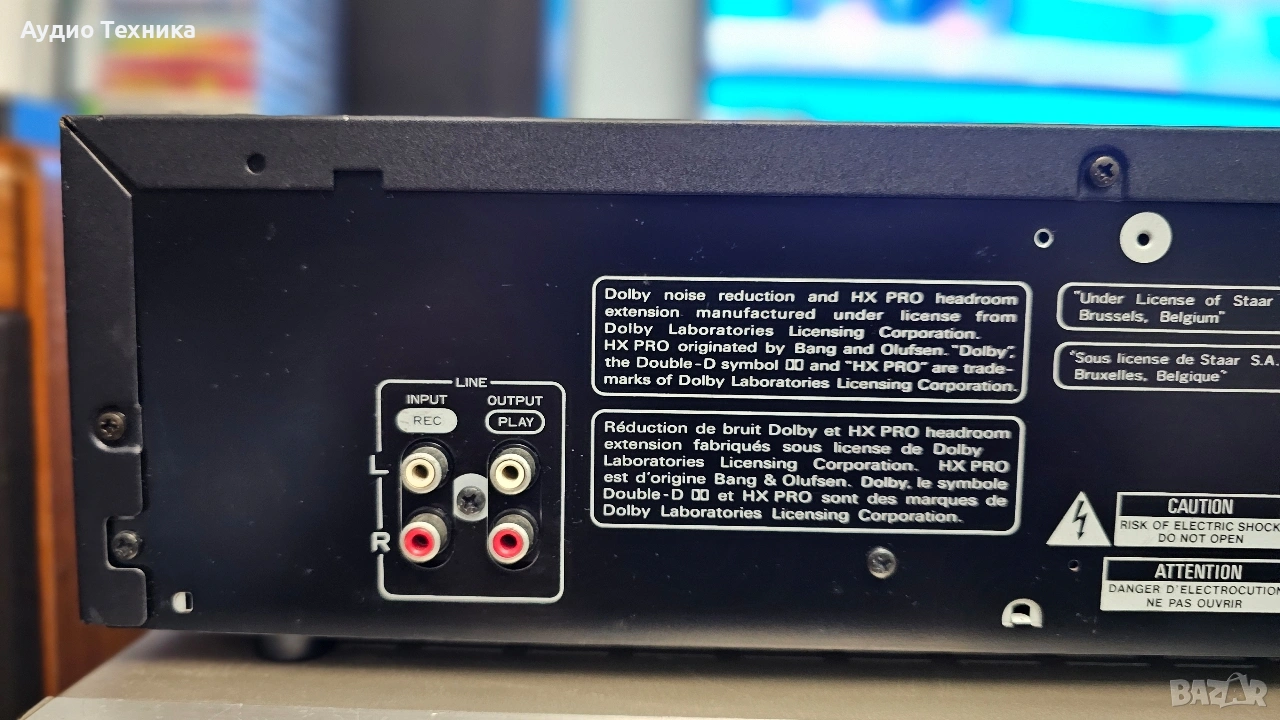 Аудио Техника
Dolby noise reduction and HX PRO headroom
extension manufactured under license from
Dolby Laboratories Licensing Corporation.
HX PRO originated by Bang and Olufsen. "Dolby",
the Double-D symbol and "HX PRO" are trade-
marks of Dolby Laboratories Licensing Corporation.
Réduction de bruit Dolby et HX PRO headroom
extension fabriqués sous license de Dolby
Laboratories Licensing Corporation. HX PRO
est d'origine Bang & Olufsen. Dolby, le symbole
Double-D et HX PRO sont des marques de
Dolby Laboratories Licensing Corporation.
"Under License of Staar
Brussels, Belgium"
"Sous license de Staar S.A.
Bruxelles, Belgique"
LINE
INPUT OUTPUT
REC PLAY
L
R
CAUTION
RISK OF ELECTRIC SHOCK
DO NOT OPEN
ATTENTION
DANGER D'ELECTROCUTION
NE PAS OUVRIR
BAZAR